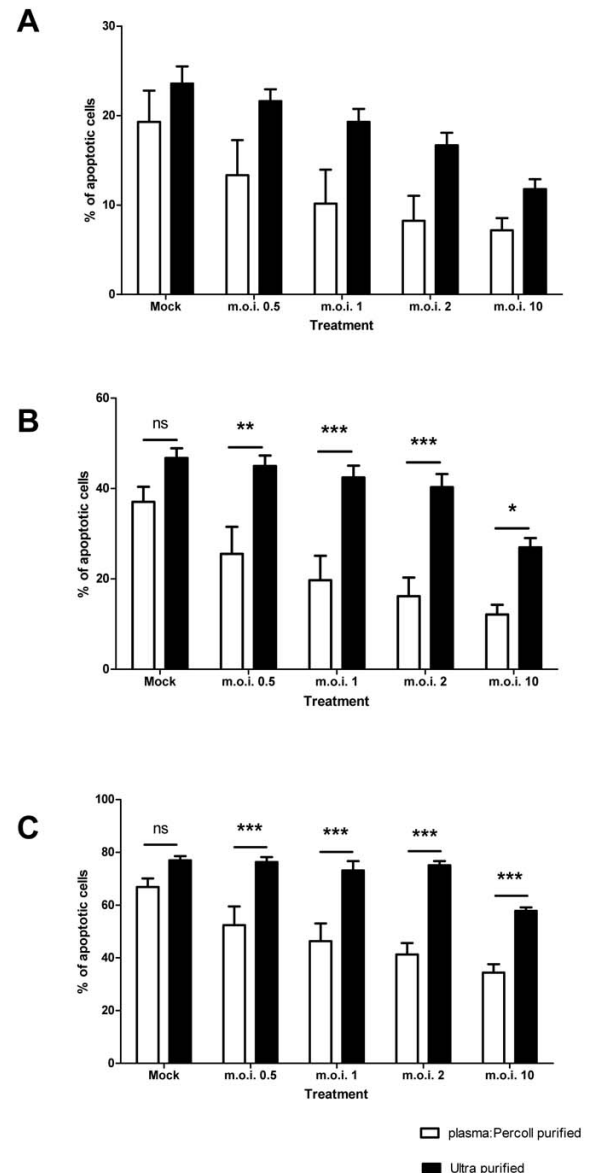 A
30
20
10
0
% of apoptotic cells
Mock m.o.i. 0.5 m.o.i. 1 m.o.i. 2 m.o.i. 10
Treatment
B
60
40
20
0
% of apoptotic cells
ns ** *** *** *
Mock m.o.i. 0.5 m.o.i. 1 m.o.i. 2 m.o.i. 10
Treatment
C
100
80
60
40
20
0
% of apoptotic cells
ns *** *** *** ***
Mock m.o.i. 0.5 m.o.i. 1 m.o.i. 2 m.o.i. 10
Treatment
plasma:Percoll purified
Ultra purified